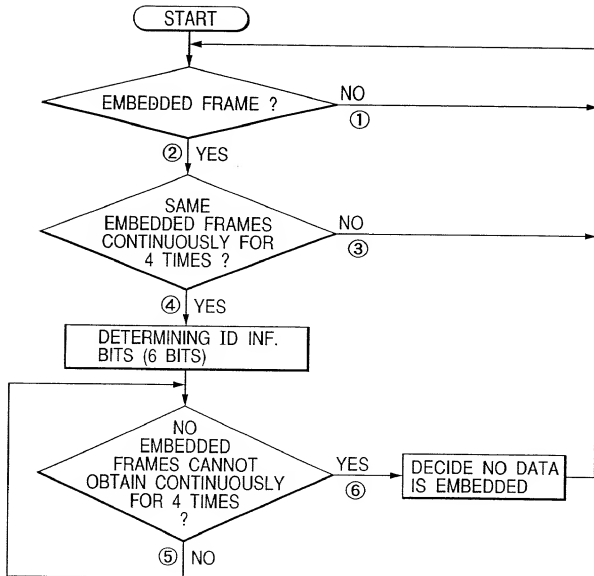 START
EMBEDDED FRAME ?
NO
①
②
YES
SAME
EMBEDDED FRAMES
CONTINUOUSLY FOR
4 TIMES ?
NO
③
④
YES
DETERMINING ID INF.
BITS (6 BITS)
NO
EMBEDDED
FRAMES CANNOT
OBTAIN CONTINUOUSLY
FOR 4 TIMES
?
YES
⑥
DECIDE NO DATA
IS EMBEDDED
⑤
NO